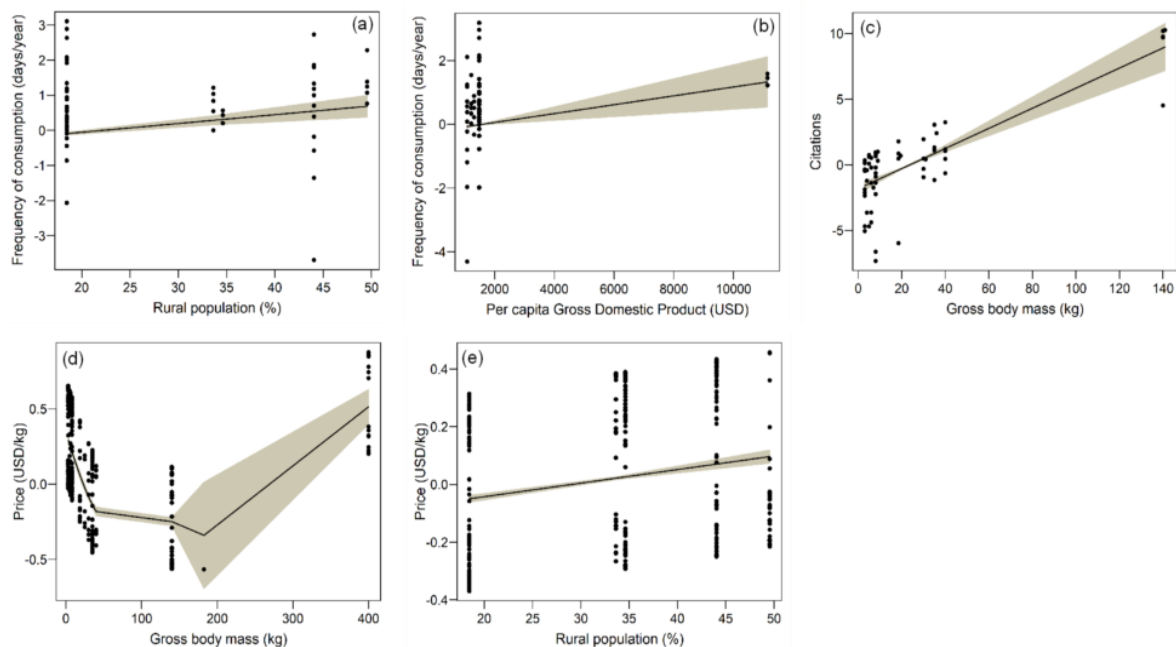 (a)
Frequency of consumption (days/year)
3
2
1
0
-1
-2
-3
20 25 30 35 40 45 50
Rural population (%)
(b)
Frequency of consumption (days/year)
2
0
-2
-4
2000 4000 6000 8000 10000
Per capita Gross Domestic Product (USD)
(c)
Citations
10
5
0
-5
0 20 40 60 80 100 120 140
Gross body mass (kg)
(d)
Price (USD/kg)
0.5
0.0
-0.5
0 100 200 300 400
Gross body mass (kg)
(e)
Price (USD/kg)
0.4
0.2
0.0
-0.2
-0.4
20 25 30 35 40 45 50
Rural population (%)